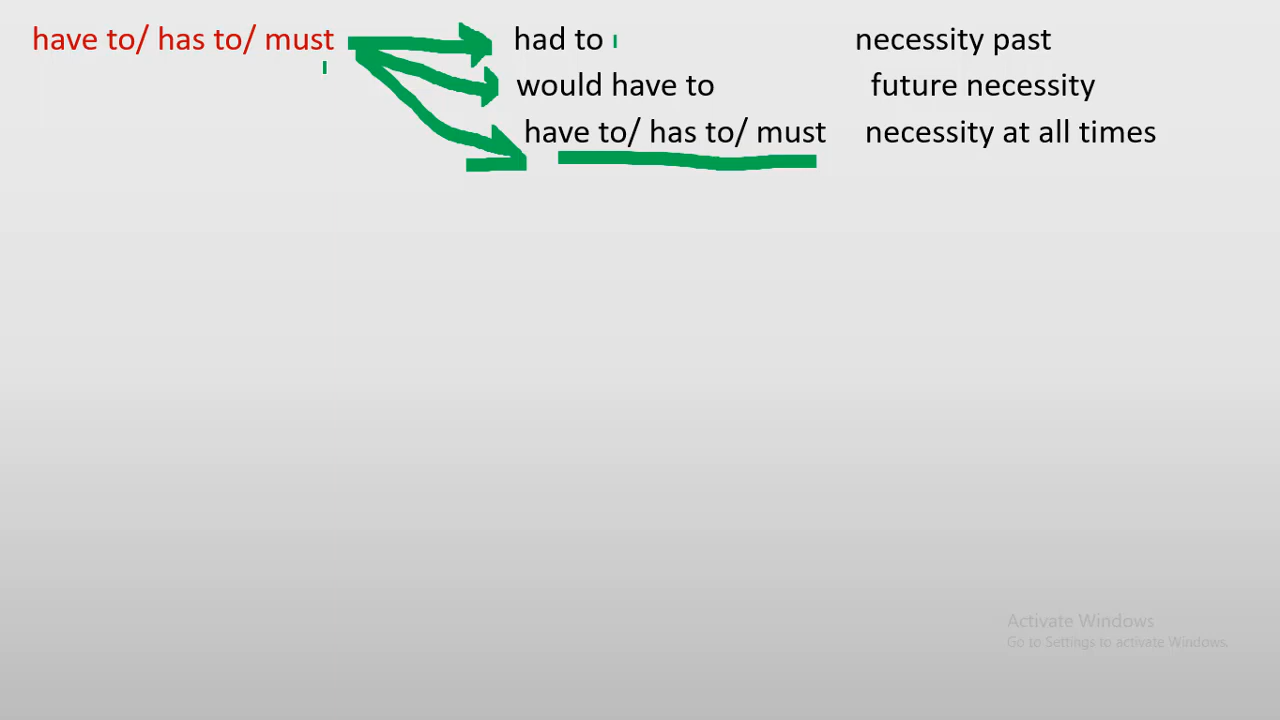 have to/ has to/ must had to necessity past
would have to future necessity
have to/ has to/ must necessity at all times
Activate Windows
Go to Settings to activate Windows.